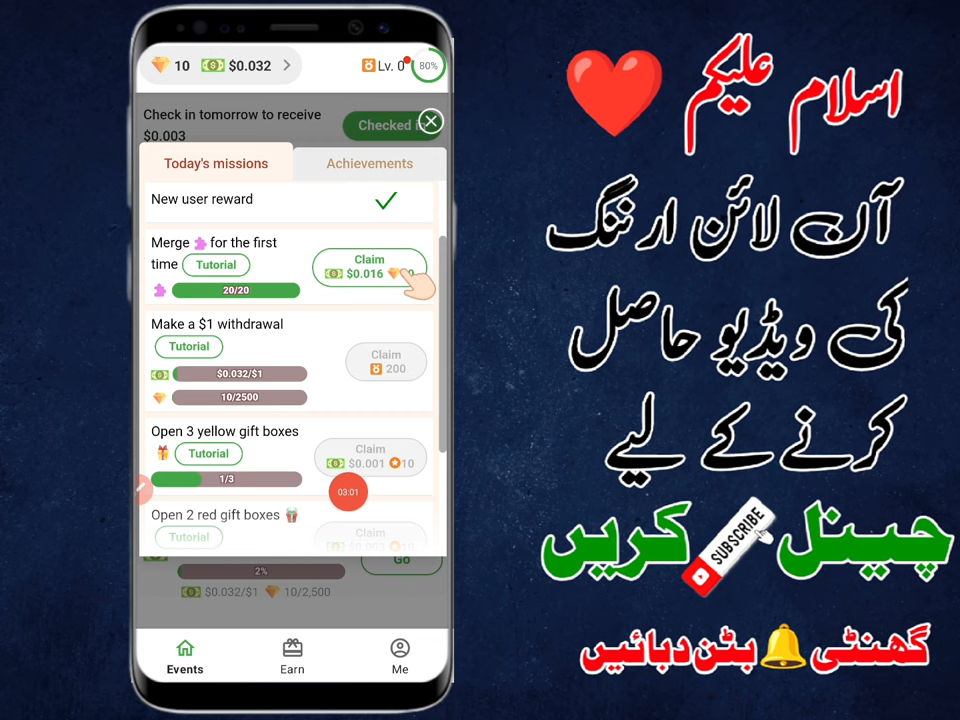 10 $0.032
Lv. 0
80%
Check in tomorrow to receive
$0.003
Checked in
Today's missions
Achievements
New user reward
Merge for the first
time Tutorial
20/20
Claim
$0.016
Make a $1 withdrawal
Tutorial
$0.032/$1
10/2500
Claim
200
Open 3 yellow gift boxes
Tutorial
1/3
Claim
$0.001 10
03:01
Open 2 red gift boxes
Tutorial
Claim
2%
Go
$0.032/$1 10/2,500
Events
Earn
Me
اسلام علیکم
آن لائن ارننگ
کی ویڈیو حاصل
کرنے کے لیے
چینل SUBSCRIBE کریں
گھنٹی بٹن دبائیں